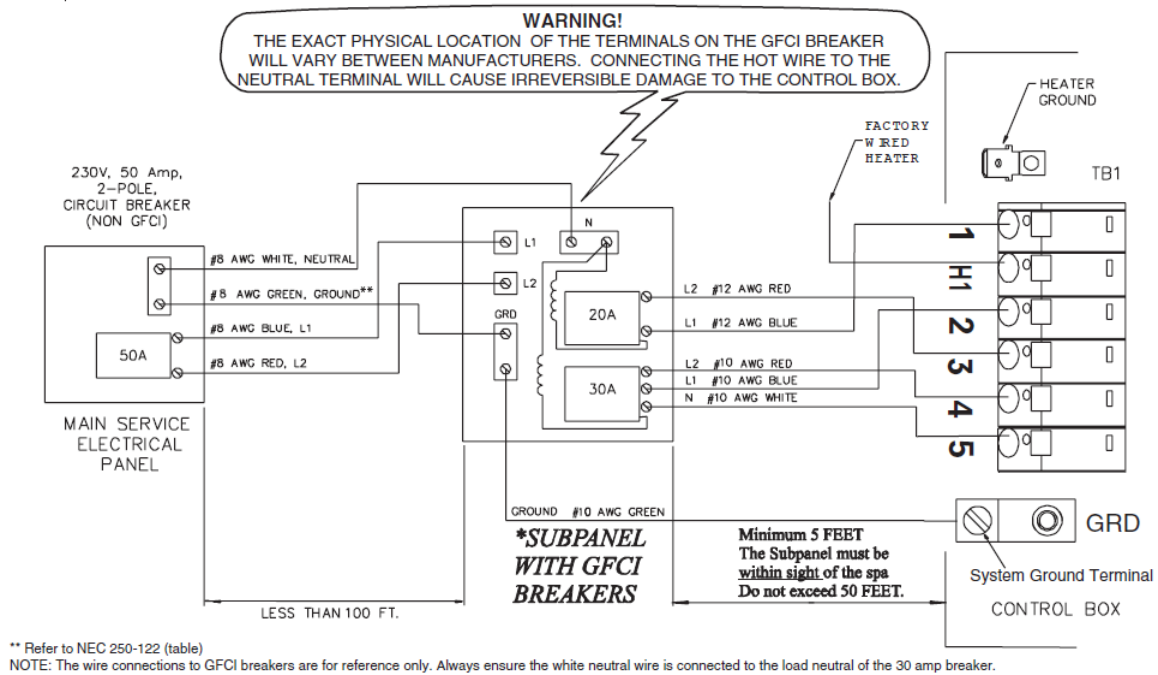 WARNING!
THE EXACT PHYSICAL LOCATION OF THE TERMINALS ON THE GFCI BREAKER
WILL VARY BETWEEN MANUFACTURERS. CONNECTING THE HOT WIRE TO THE
NEUTRAL TERMINAL WILL CAUSE IRREVERSIBLE DAMAGE TO THE CONTROL BOX.
HEATER
GROUND
FACTORY
WIRED
HEATER
TB1
230V, 50 Amp,
2-POLE,
CIRCUIT BREAKER
(NON GFCI)
#8 AWG WHITE, NEUTRAL
#8 AWG GREEN, GROUND**
#8 AWG BLUE, L1
#8 AWG RED, L2
50A
MAIN SERVICE
ELECTRICAL
PANEL
N
L1
L2
GRD
20A
30A
L2 #12 AWG RED
L1 #12 AWG BLUE
L2 #10 AWG RED
L1 #10 AWG BLUE
N #10 AWG WHITE
1
H1
2
3
4
5
GROUND #10 AWG GREEN
*SUBPANEL
WITH GFCI
BREAKERS
Minimum 5 FEET
The Subpanel must be
within sight of the spa
Do not exceed 50 FEET.
GRD
System Ground Terminal
CONTROL BOX
LESS THAN 100 FT.
** Refer to NEC 250-122 (table)
NOTE: The wire connections to GFCI breakers are for reference only. Always ensure the white neutral wire is connected to the load neutral of the 30 amp breaker.